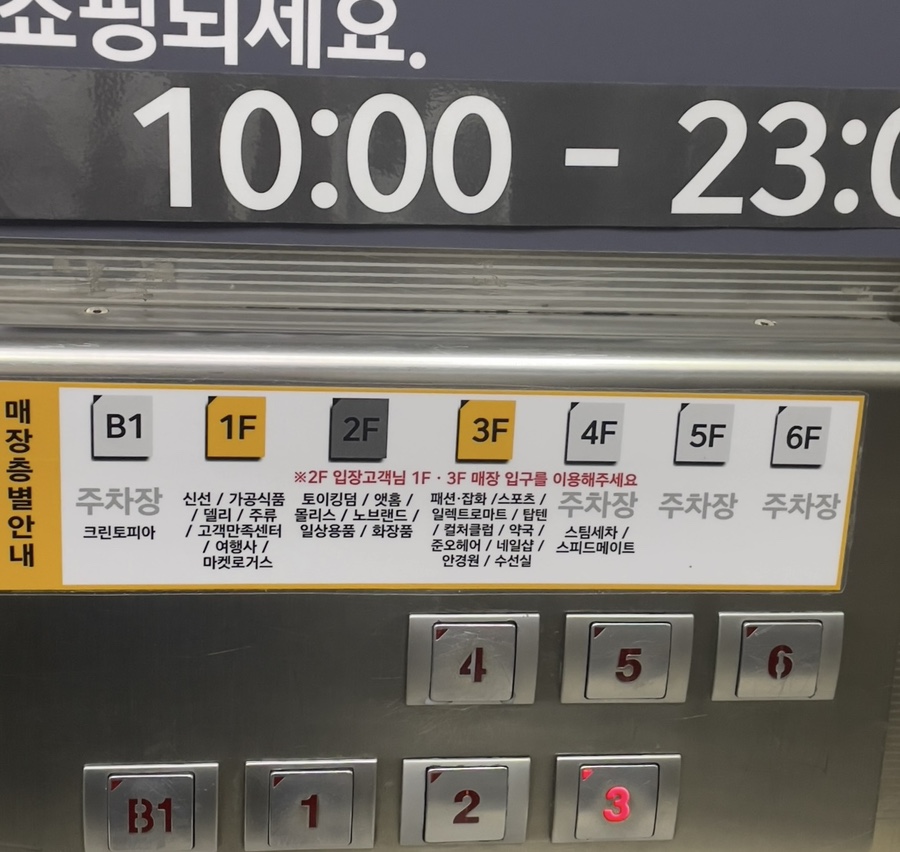 쇼핑되세요.
10:00 - 23:0
매장층별안내
B1 1F 2F 3F 4F 5F 6F
※2F 입장고객님 1F · 3F 매장 입구를 이용해주세요
주차장
크린토피아
신선 / 가공식품
/ 델리 / 주류
/ 고객만족센터
/ 여행사 /
마켓로거스
토이킹덤 / 앳홈 /
몰리스 / 노브랜드 /
일상용품 / 화장품
패션·잡화 /스포츠 /
일렉트로마트 / 탑텐
/ 컬처클럽 / 약국 /
준오헤어 / 네일샵 /
안경원 / 수선실
주차장
스팀세차 /
스피드메이트
주차장
주차장
4 5 6
B1 1 2 3